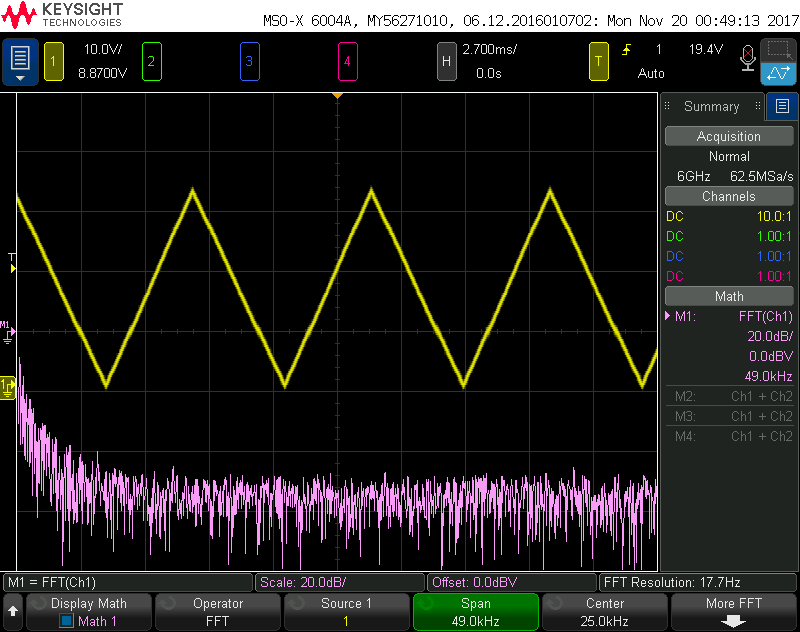 KEYSIGHT
TECHNOLOGIES
MSO-X 6004A, MY56271010, 06.12.2016010702: Mon Nov 20 00:49:13 2017
1 10.0V/ 8.8700V
2
3
4
H 2.700ms/ 0.0s
T 1 19.4V Auto
Summary
Acquisition
Normal
6GHz 62.5MSa/s
Channels
DC 10.0:1
DC 1.00:1
DC 1.00:1
DC 1.00:1
Math
M1: FFT(Ch1)
20.0dB/
0.0dBV
49.0kHz
M2: Ch1 + Ch2
M3: Ch1 + Ch2
M4: Ch1 + Ch2
T
M1
1
M1 = FFT(Ch1) Scale: 20.0dB/ Offset: 0.0dBV FFT Resolution: 17.7Hz
Display Math Operator Source 1 Span Center More FFT
Math 1 FFT 1 49.0kHz 25.0kHz